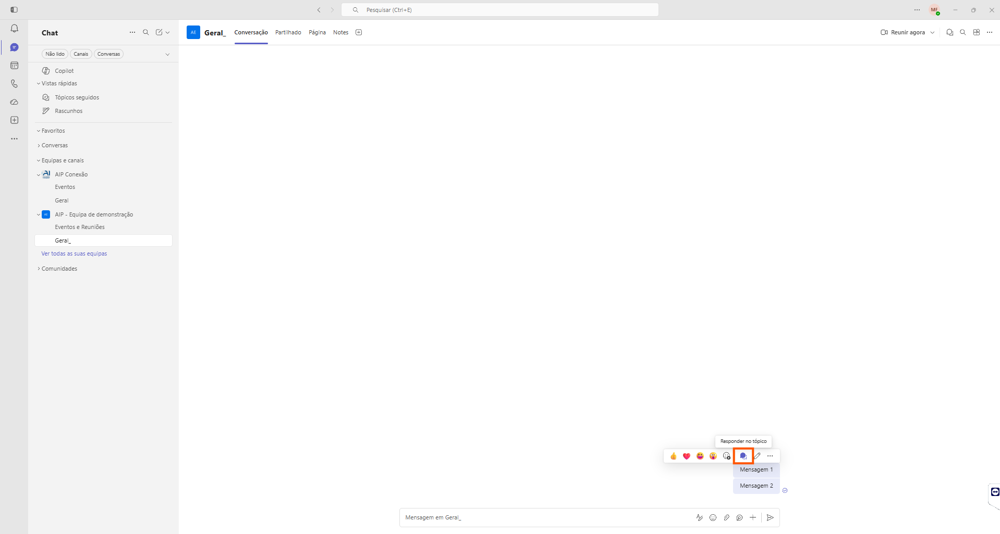 Pesquisar (Ctrl+E)
MF
Chat
Não lido
Canais
Conversas
Copilot
Vistas rápidas
Tópicos seguidos
Rascunhos
Favoritos
Conversas
Equipas e canais
AIP Conexão
Eventos
Geral
AE
AIP - Equipa de demonstração
Eventos e Reuniões
Geral_
Ver todas as suas equipas
Comunidades
AE
Geral_
Conversação
Partilhado
Página
Notes
Reunir agora
Responder no tópico
Mensagem 1
Mensagem 2
Mensagem em Geral_